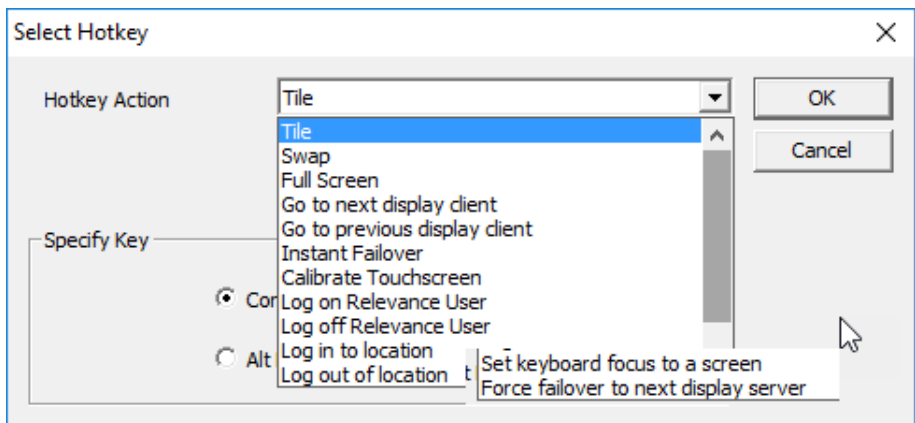 Select Hotkey
Hotkey Action
Tile
OK
Cancel
Tile
Swap
Full Screen
Go to next display client
Go to previous display client
Instant Failover
Calibrate Touchscreen
Log on Relevance User
Log off Relevance User
Log in to location
Log out of location
Set keyboard focus to a screen
Force failover to next display server
Specify Key
Con
Alt